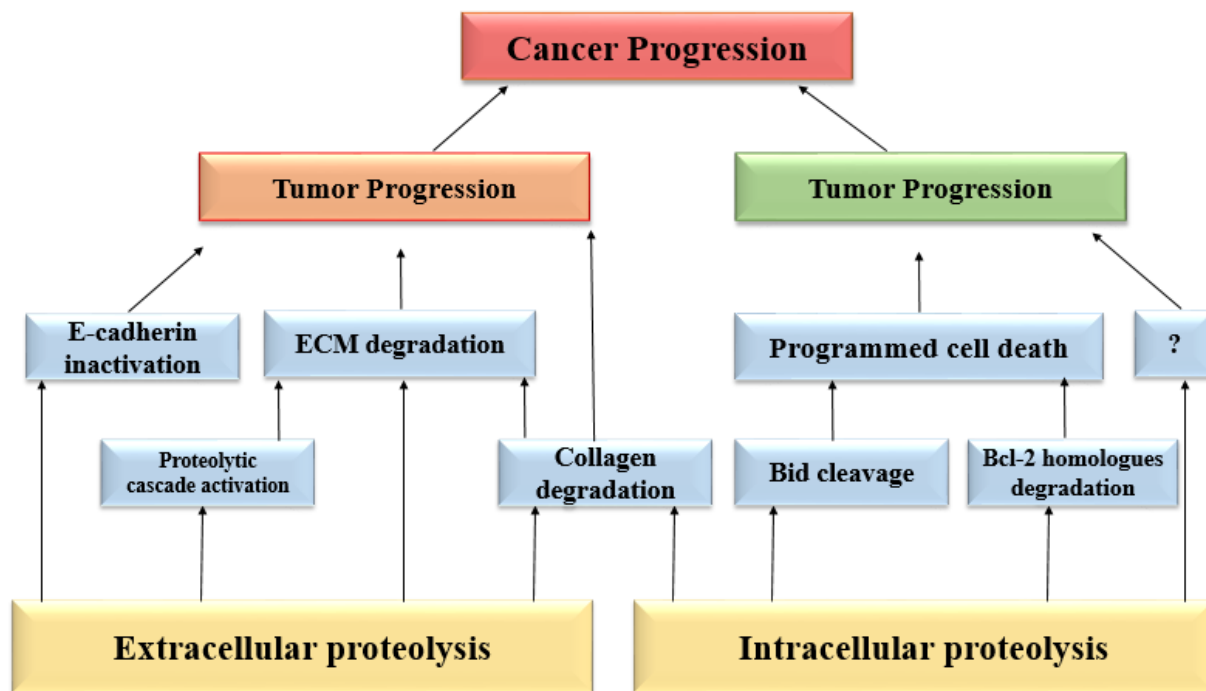 Cancer Progression
Tumor Progression
Tumor Progression
E-cadherin
inactivation
ECM degradation
Programmed cell death
?
Proteolytic
cascade activation
Collagen
degradation
Bid cleavage
Bcl-2 homologues
degradation
Extracellular proteolysis
Intracellular proteolysis